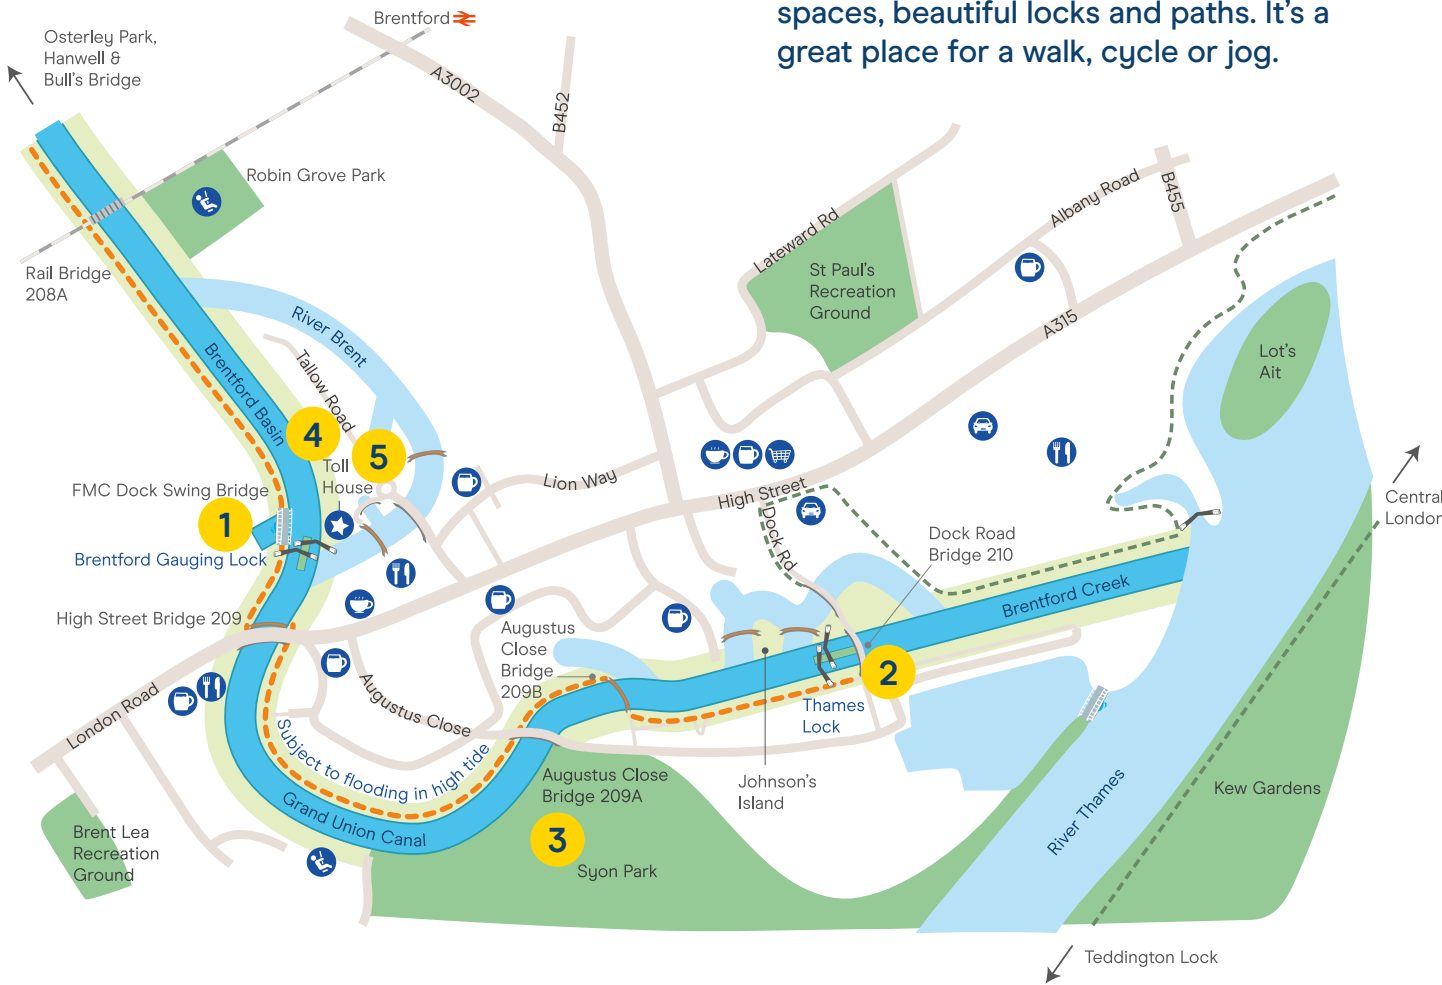 spaces, beautiful locks and paths. It's a
great place for a walk, cycle or jog.
Brentford
Osterley Park,
Hanwell &
Bull's Bridge
A3002
B452
Robin Grove Park
Rail Bridge
208A
River Brent
Tallow Road
Brentford Basin
Lateward Rd
St Paul's
Recreation
Ground
Albany Road
B455
A315
Lot's
Ait
4
5
Toll
House
FMC Dock Swing Bridge
1
Brentford Gauging Lock
Lion Way
High Street
Dock Rd
Dock Road
Bridge 210
Central
London
Brentford Creek
High Street Bridge 209
Augustus
Close
Bridge
209B
London Road
Augustus Close
2
Thames
Lock
Subject to flooding in high tide
Grand Union Canal
Augustus Close
Bridge 209A
Johnson's
Island
Kew Gardens
River Thames
Brent Lea
Recreation
Ground
3
Syon Park
Teddington Lock